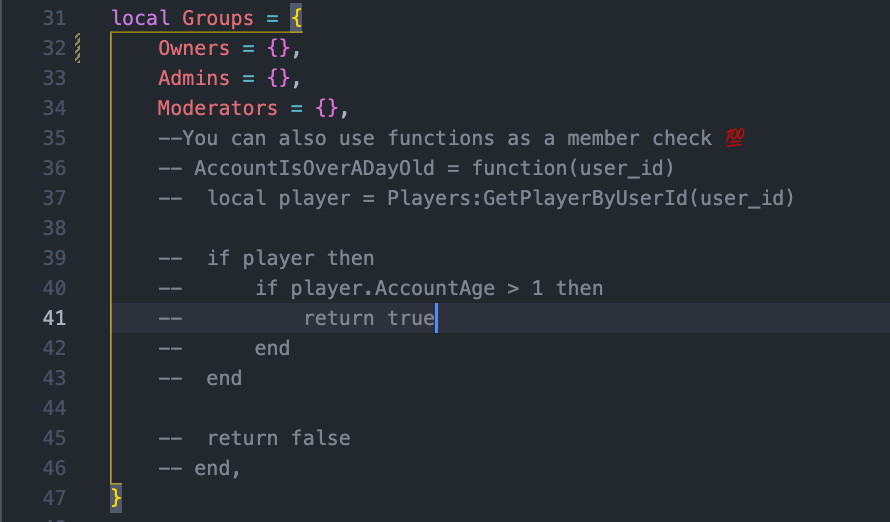 31 local Groups = {
32 Owners = {},
33 Admins = {},
34 Moderators = {},
35 --You can also use functions as a member check 💯
36 -- AccountIsOverADayOld = function(user_id)
37 --  local player = Players:GetPlayerByUserId(user_id)
38
39 --  if player then
40 --      if player.AccountAge > 1 then
41 --          return true
42 --      end
43 --  end
44
45 --  return false
46 -- end,
47 }